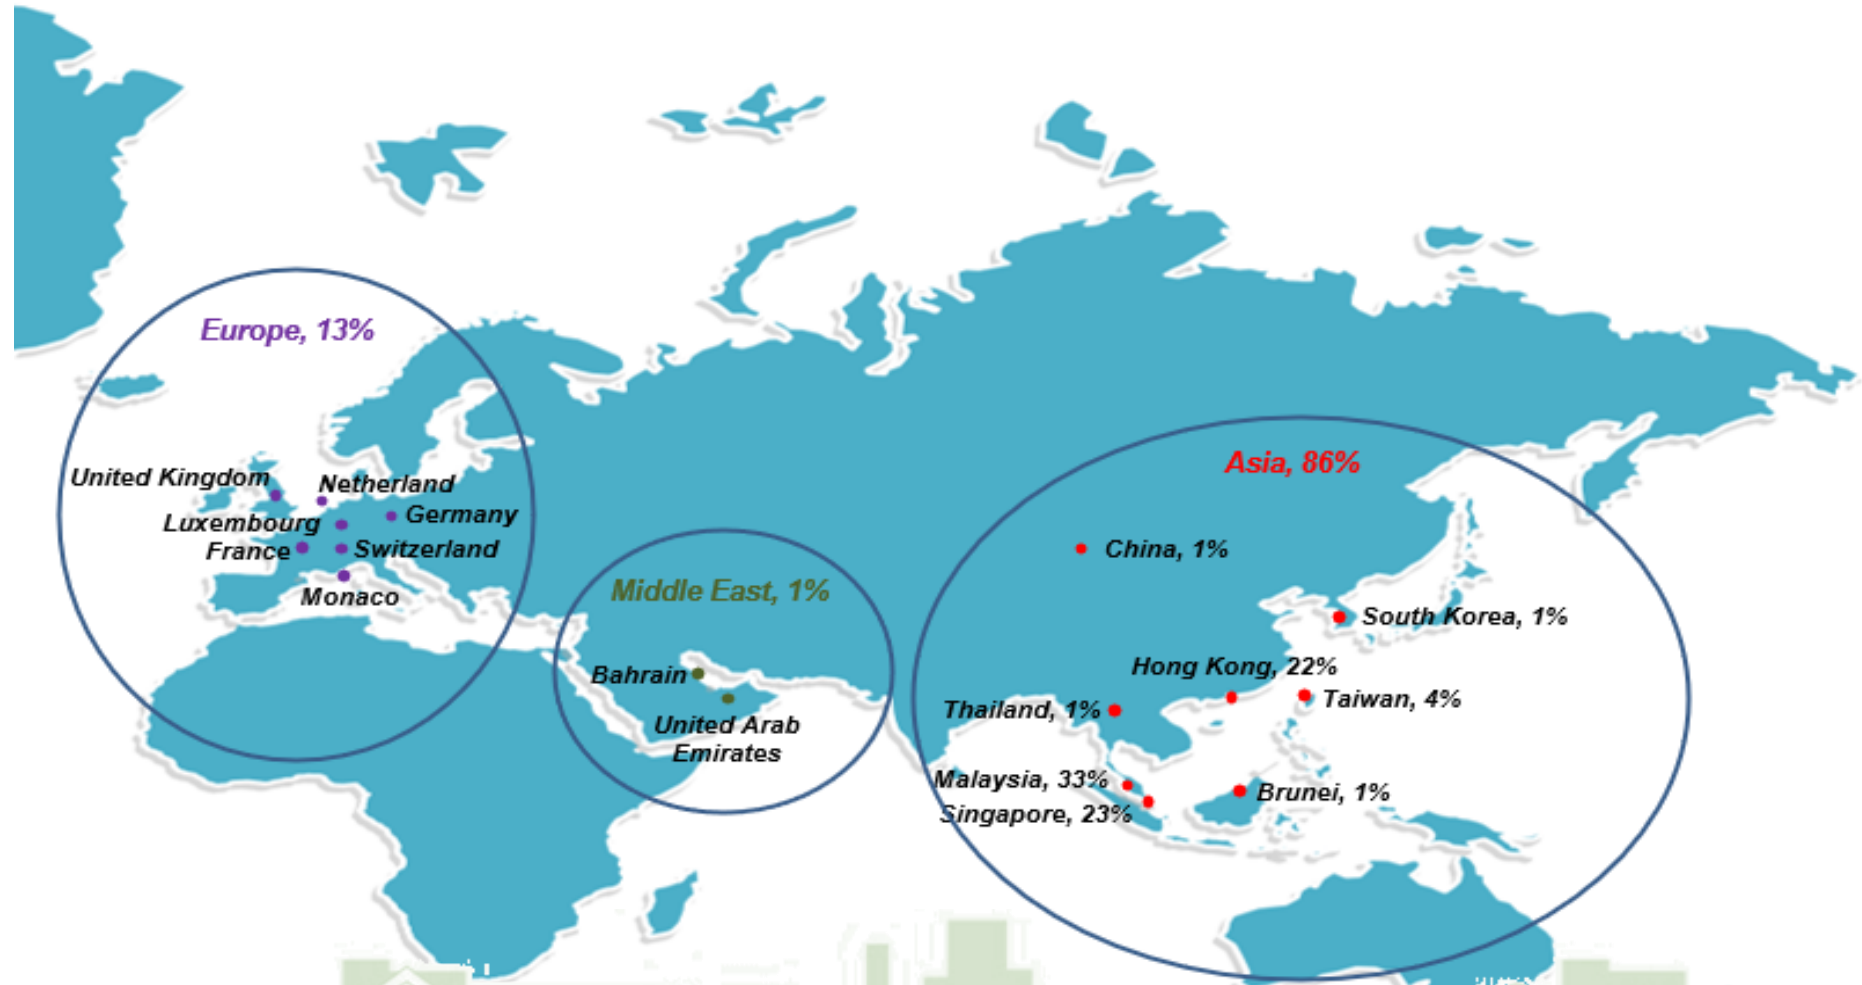 Europe, 13%
United Kingdom
Netherland
Luxembourg
Germany
France
Switzerland
Monaco
Middle East, 1%
Bahrain
United Arab
Emirates
Asia, 86%
China, 1%
South Korea, 1%
Hong Kong, 22%
Taiwan, 4%
Thailand, 1%
Malaysia, 33%
Brunei, 1%
Singapore, 23%